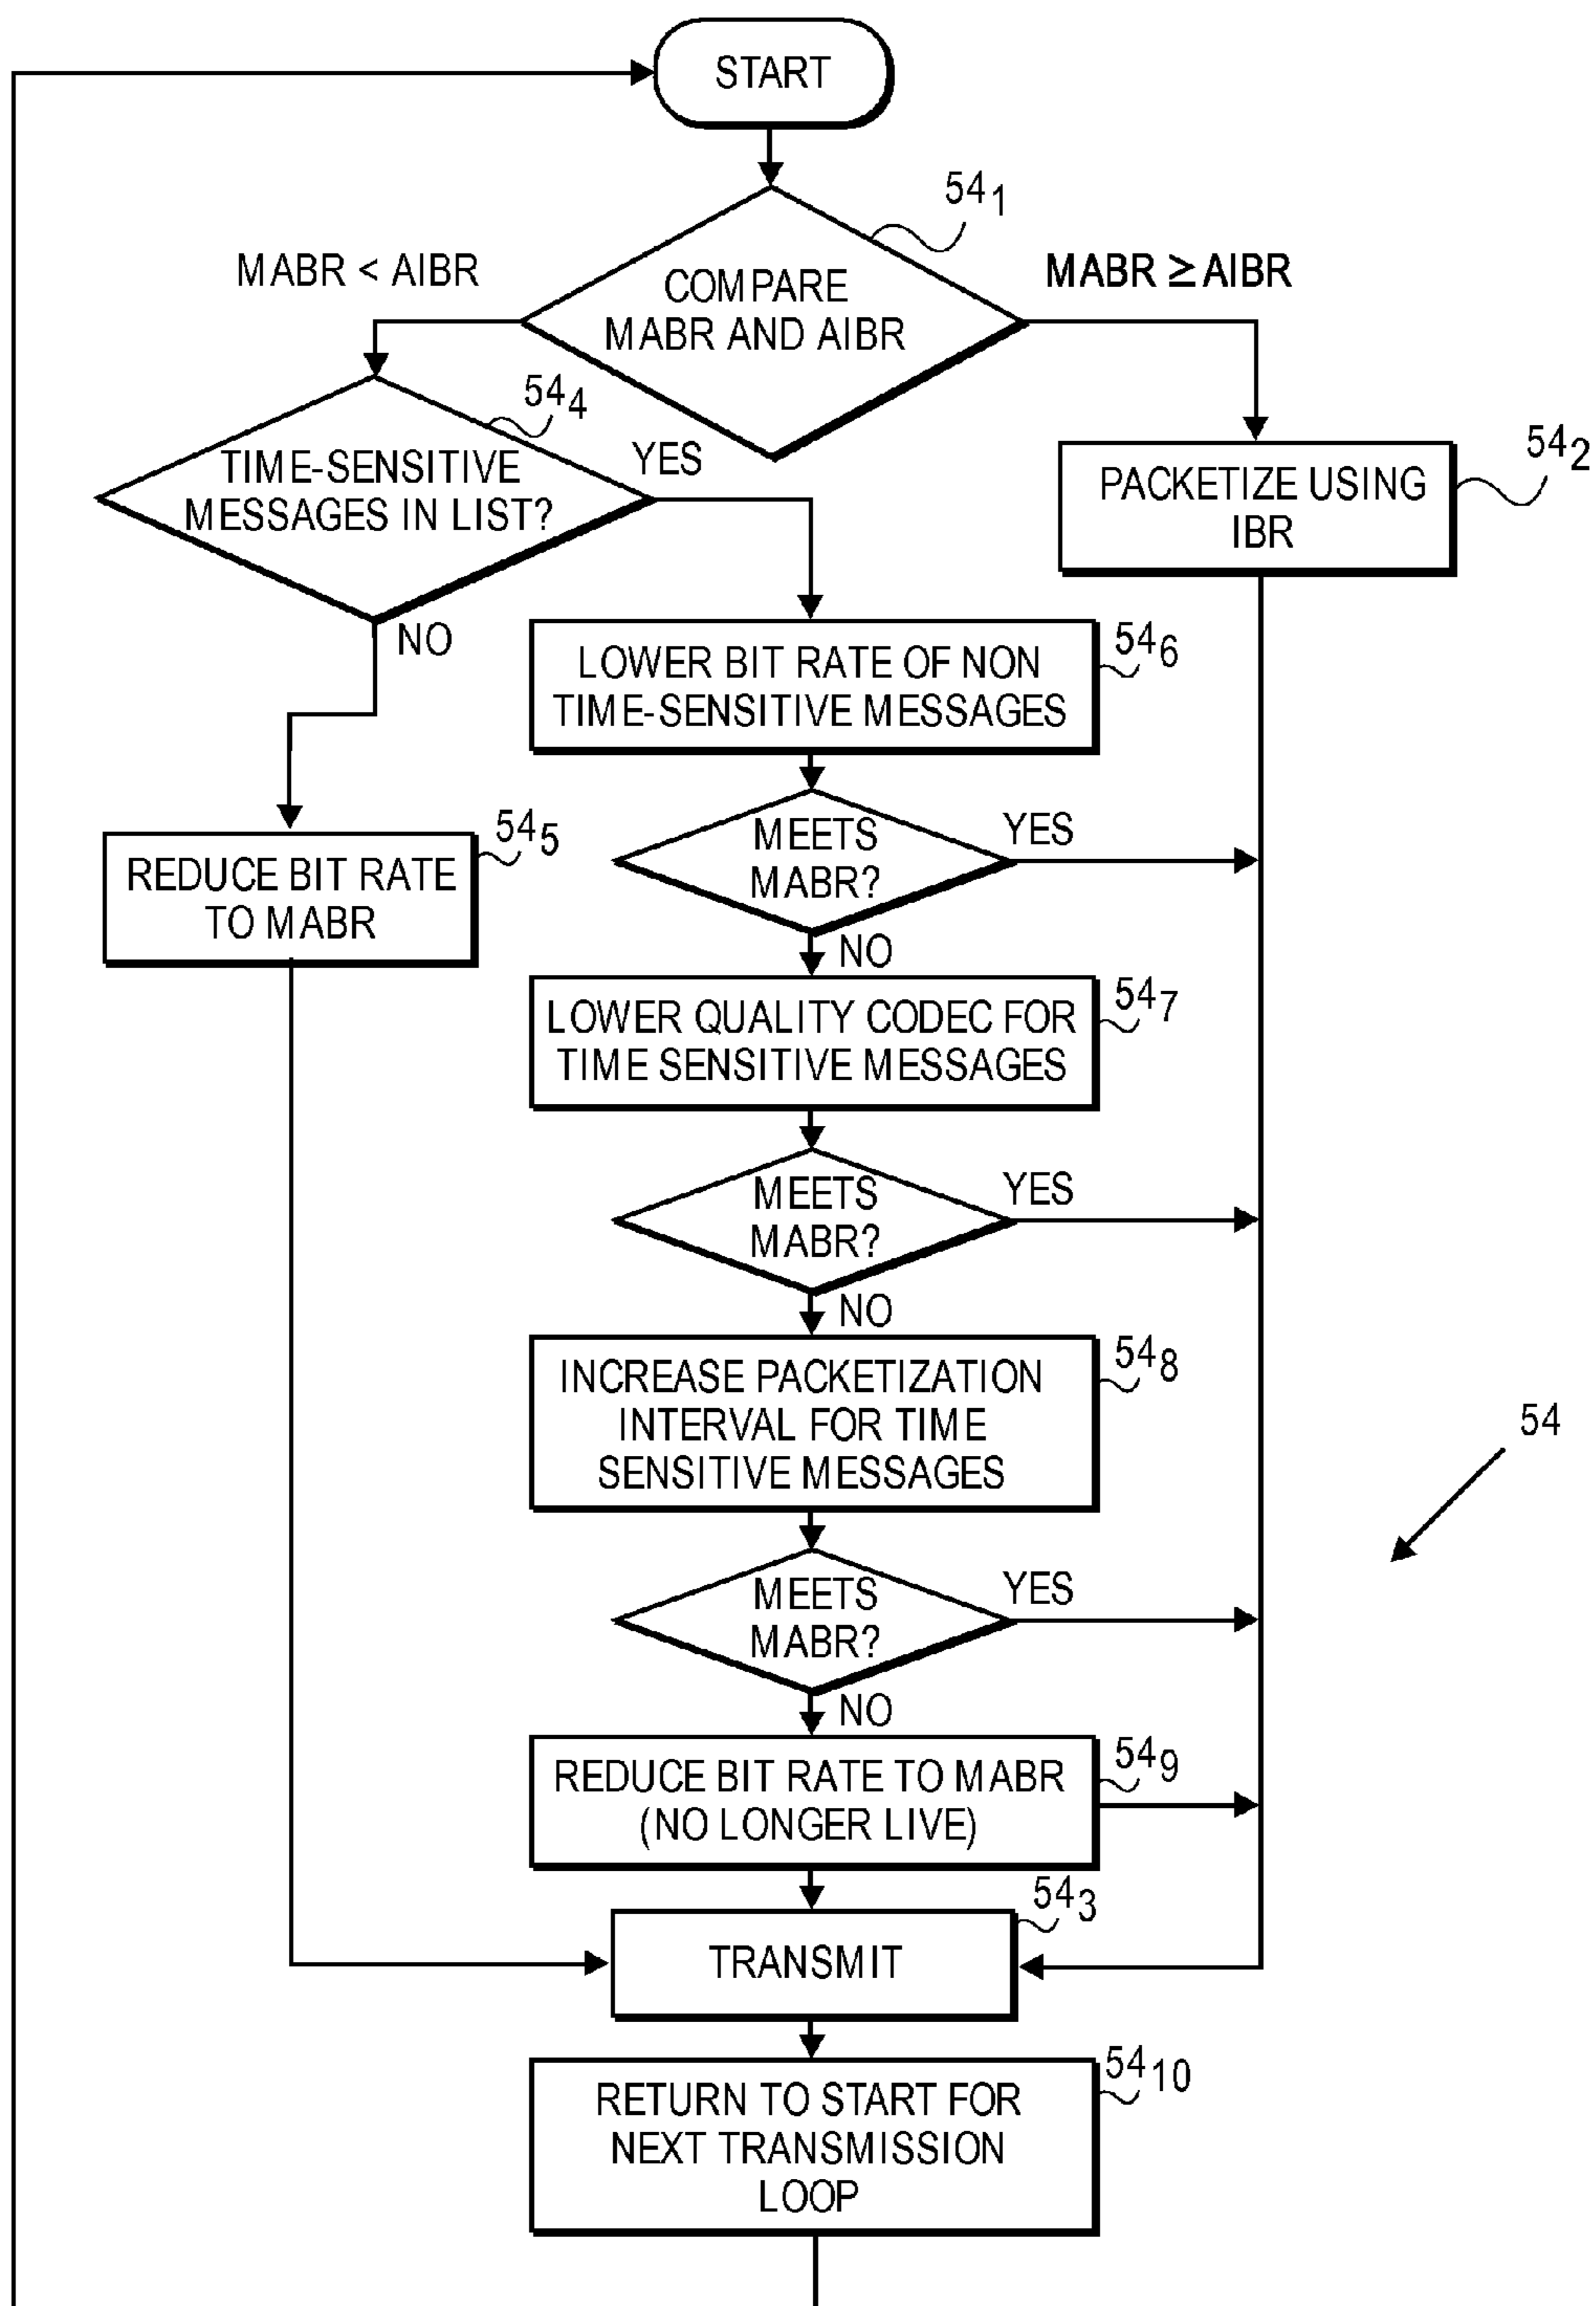 START
54₁
MABR < AIBR
COMPARE
MABR AND AIBR
MABR ≥ AIBR
54₄
TIME-SENSITIVE
MESSAGES IN LIST?
YES
NO
54₂
PACKETIZE USING
IBR
54₆
LOWER BIT RATE OF NON
TIME-SENSITIVE MESSAGES
54₅
REDUCE BIT RATE
TO MABR
MEETS
MABR?
YES
NO
54₇
LOWER QUALITY CODEC FOR
TIME SENSITIVE MESSAGES
MEETS
MABR?
YES
NO
54₈
INCREASE PACKETIZATION
INTERVAL FOR TIME
SENSITIVE MESSAGES
54
MEETS
MABR?
YES
NO
54₉
REDUCE BIT RATE TO MABR
(NO LONGER LIVE)
54₃
TRANSMIT
54₁₀
RETURN TO START FOR
NEXT TRANSMISSION
LOOP